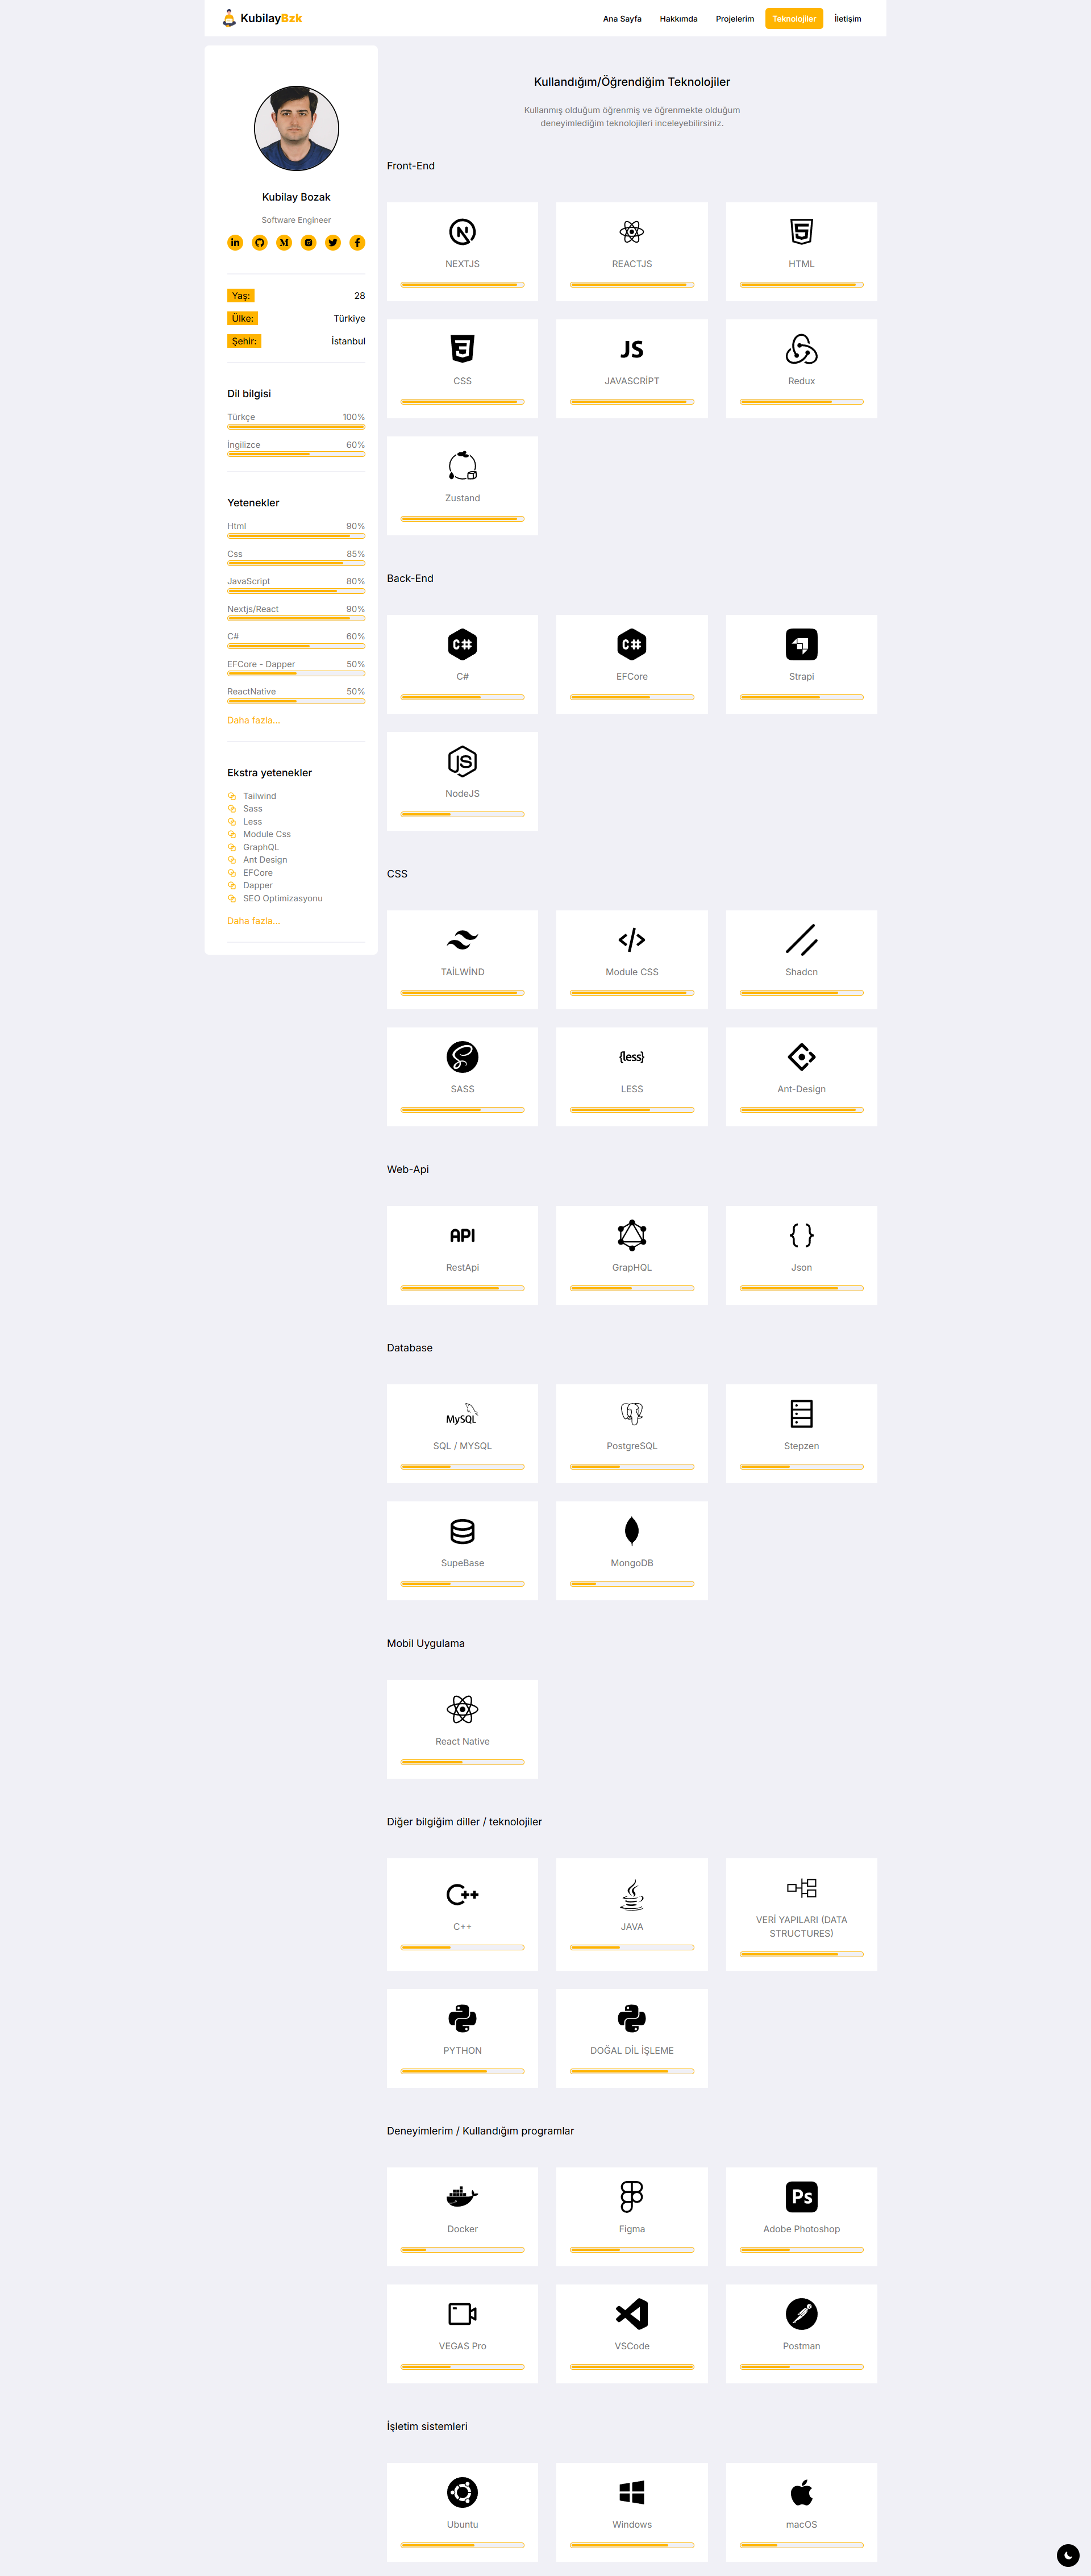 KubilayBzk
Ana Sayfa
Hakkımda
Projelerim
Teknolojiler
İletişim
Kubilay Bozak
Software Engineer
Yaş:
28
Ülke:
Türkiye
Şehir:
İstanbul
Dil bilgisi
Türkçe
100%
İngilizce
60%
Yetenekler
Html
90%
Css
85%
JavaScript
80%
Nextjs/React
90%
C#
60%
EFCore - Dapper
50%
ReactNative
50%
Daha fazla...
Ekstra yetenekler
Tailwind
Sass
Less
Module Css
GraphQL
Ant Design
EFCore
Dapper
SEO Optimizasyonu
Daha fazla...
Kullandığım/Öğrendiğim Teknolojiler
Kullanmış olduğum öğrenmiş ve öğrenmekte olduğum
deneyimlediğim teknolojileri inceleyebilirsiniz.
Front-End
NEXTJS
REACTJS
HTML
CSS
JS
JAVASCRİPT
Redux
Zustand
Back-End
C#
C#
C#
EFCore
Strapi
JS
NodeJS
CSS
TAİLWİND
Module CSS
Shadcn
SASS
{less}
LESS
Ant-Design
Web-Api
API
RestApi
GrapHQL
{ }
Json
Database
MySQL
SQL / MYSQL
PostgreSQL
Stepzen
SupeBase
MongoDB
Mobil Uygulama
React Native
Diğer bilgiğim diller / teknolojiler
C++
C++
JAVA
VERİ YAPILARI (DATA
STRUCTURES)
PYTHON
DOĞAL DİL İŞLEME
Deneyimlerim / Kullandığım programlar
Docker
Figma
Ps
Adobe Photoshop
VEGAS Pro
VSCode
Postman
İşletim sistemleri
Ubuntu
Windows
macOS